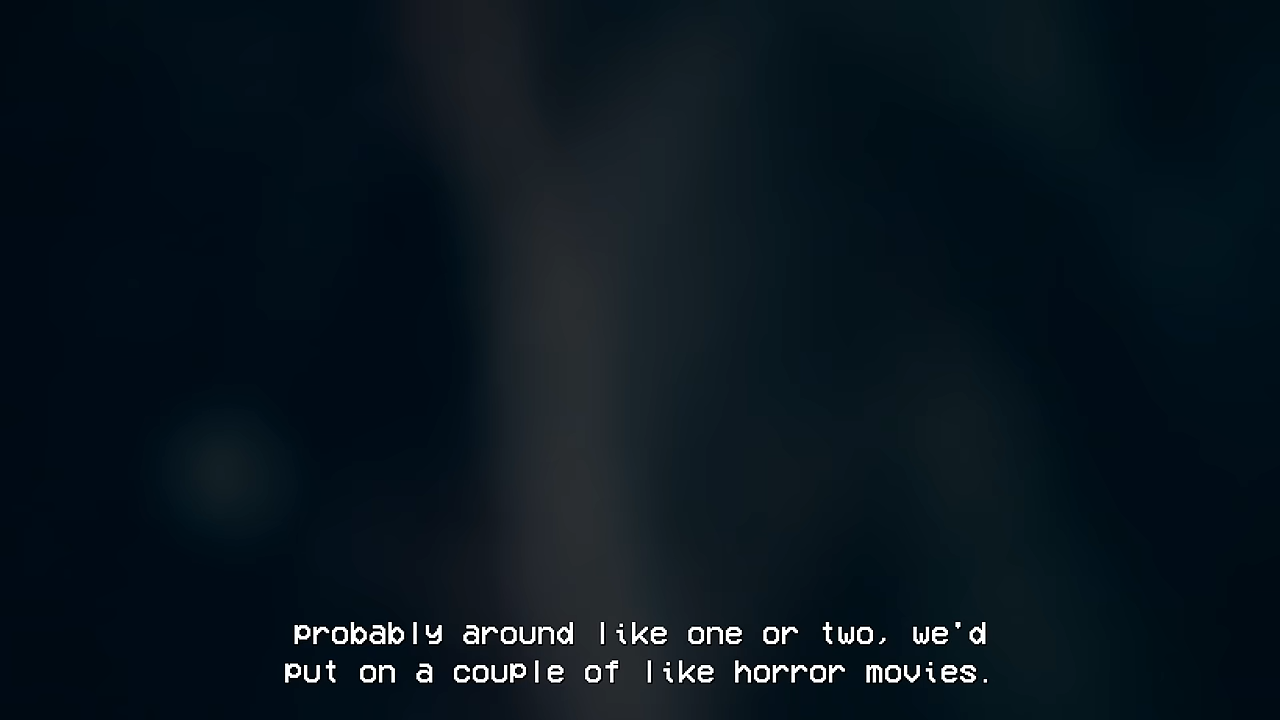 probably around like one or two, we'd
put on a couple of like horror movies.